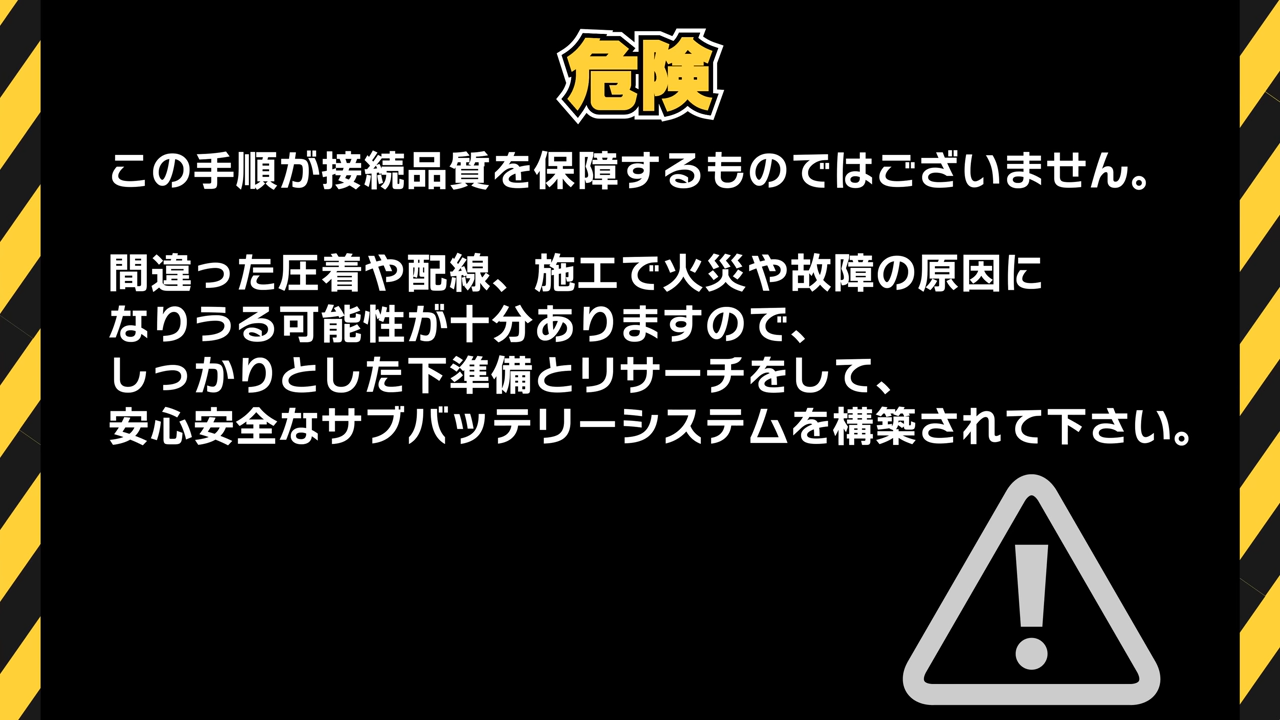 危険
この手順が接続品質を保障するものではございません。
間違った圧着や配線、施工で火災や故障の原因に
なりうる可能性が十分ありますので、
しっかりとした下準備とリサーチをして、
安心安全なサブバッテリーシステムを構築されて下さい。